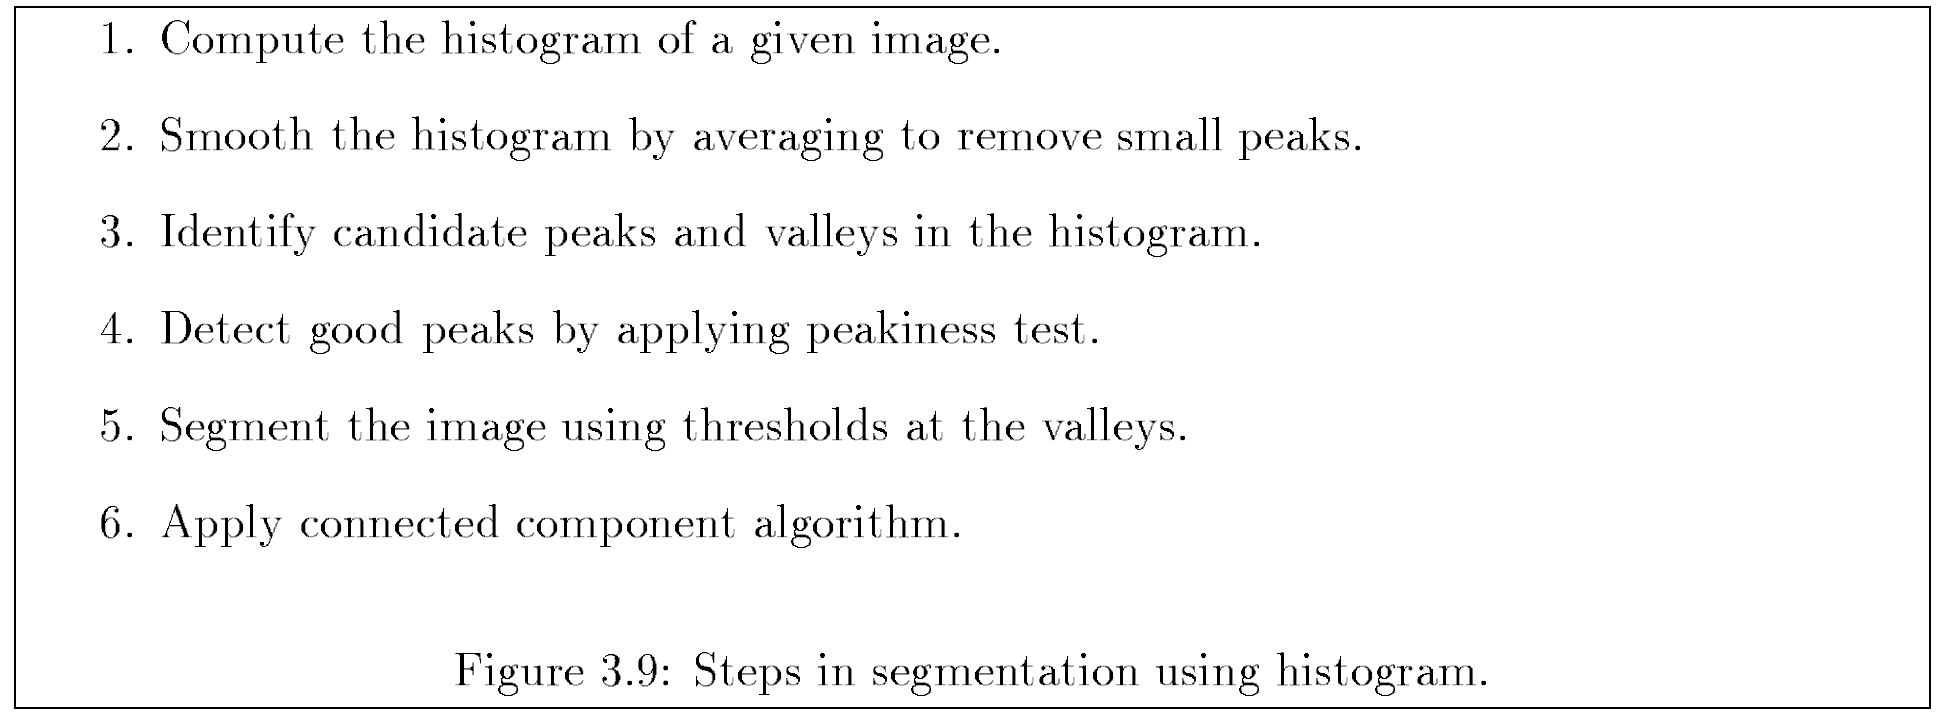 1. Compute the histogram of a given image.
2. Smooth the histogram by averaging to remove small peaks.
3. Identify candidate peaks and valleys in the histogram.
4. Detect good peaks by applying peakiness test.
5. Segment the image using thresholds at the valleys.
6. Apply connected component algorithm.
Figure 3.9: Steps in segmentation using histogram.